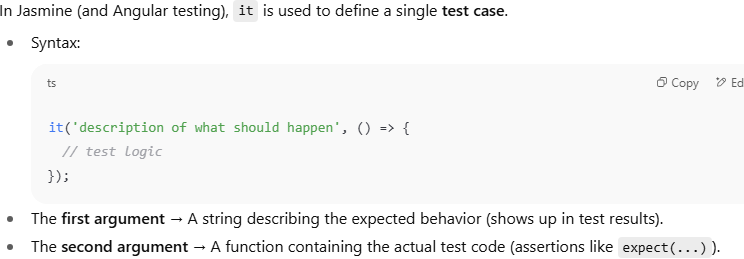 In Jasmine (and Angular testing), it is used to define a single test case.
• Syntax:
ts Copy Ed
it('description of what should happen', () => {
// test logic
});
• The first argument → A string describing the expected behavior (shows up in test results).
• The second argument → A function containing the actual test code (assertions like expect(...)).